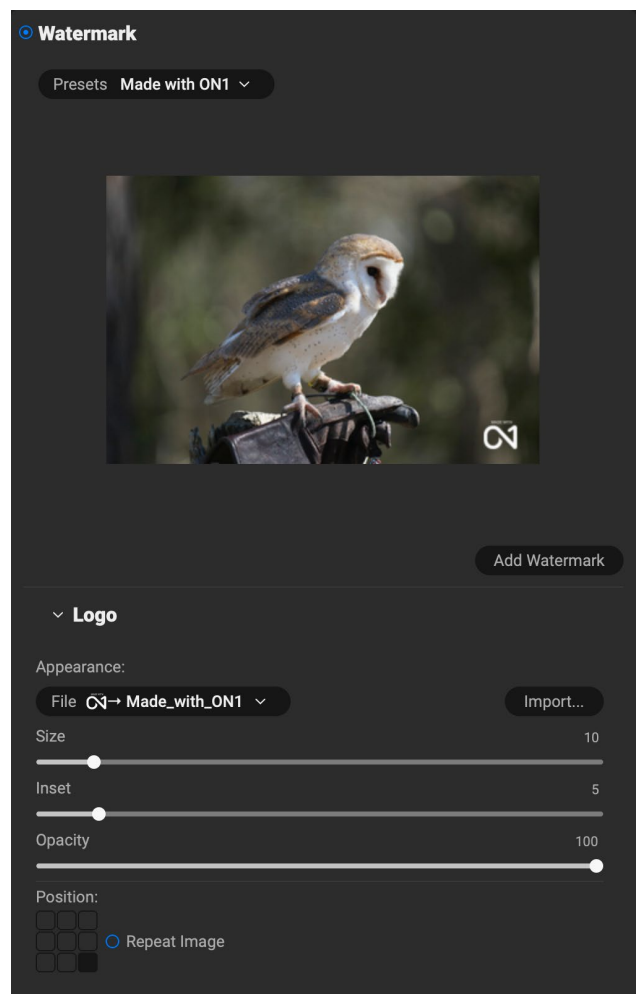 Watermark
Presets Made with ON1
Add Watermark
Logo
Appearance:
File → Made_with_ON1
Import...
Size 10
Inset 5
Opacity 100
Position:
Repeat Image